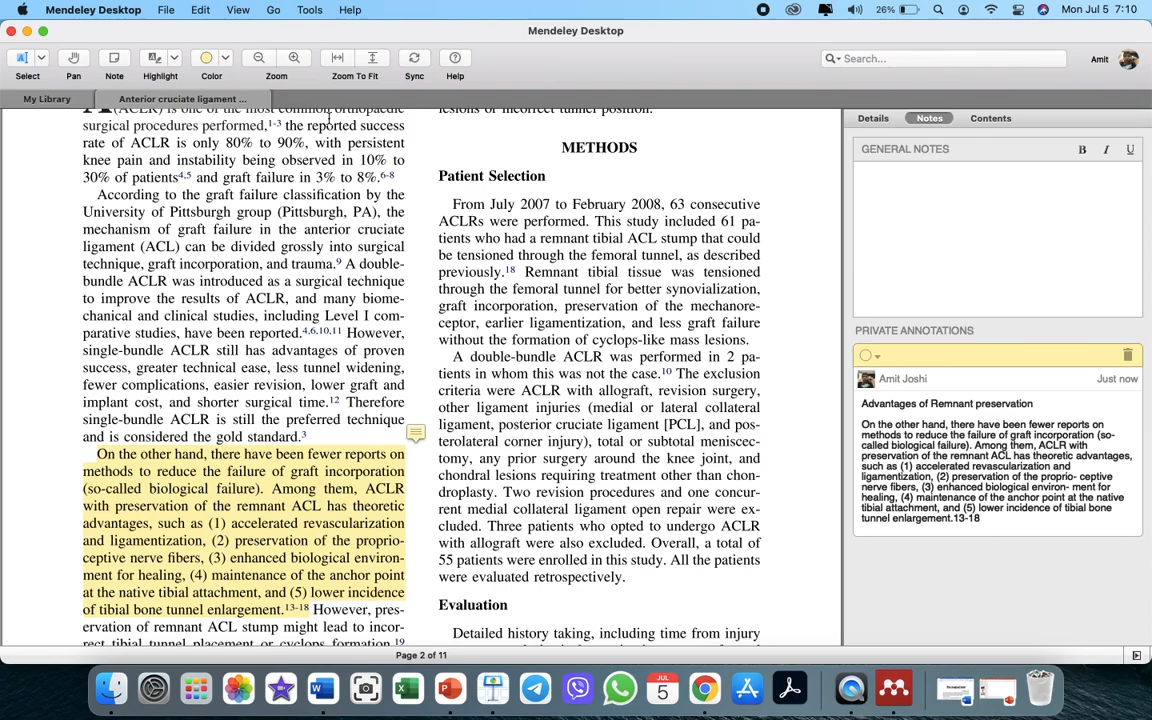 Mendeley Desktop File Edit View Go Tools Help 26% Mon Jul 5 7:10
Mendeley Desktop
Select Pan Note Highlight Color Zoom Zoom To Fit Sync Help
Search...
Amit
My Library Anterior cruciate ligament ...
(ACLR) is one of the most common orthopaedic
surgical procedures performed,1-3 the reported success
rate of ACLR is only 80% to 90%, with persistent
knee pain and instability being observed in 10% to
30% of patients4,5 and graft failure in 3% to 8%.6-8
According to the graft failure classification by the
University of Pittsburgh group (Pittsburgh, PA), the
mechanism of graft failure in the anterior cruciate
ligament (ACL) can be divided grossly into surgical
technique, graft incorporation, and trauma.9 A double-
bundle ACLR was introduced as a surgical technique
to improve the results of ACLR, and many biome-
chanical and clinical studies, including Level I com-
parative studies, have been reported.4,6,10,11 However,
single-bundle ACLR still has advantages of proven
success, greater technical ease, less tunnel widening,
fewer complications, easier revision, lower graft and
implant cost, and shorter surgical time.12 Therefore
single-bundle ACLR is still the preferred technique
and is considered the gold standard.3
On the other hand, there have been fewer reports on
methods to reduce the failure of graft incorporation
(so-called biological failure). Among them, ACLR
with preservation of the remnant ACL has theoretic
advantages, such as (1) accelerated revascularization
and ligamentization, (2) preservation of the proprio-
ceptive nerve fibers, (3) enhanced biological environ-
ment for healing, (4) maintenance of the anchor point
at the native tibial attachment, and (5) lower incidence
of tibial bone tunnel enlargement.13-18 However, pres-
ervation of remnant ACL stump might lead to incor-
rect tibial tunnel placement or cyclops formation.19
lesions or incorrect tunnel position.
METHODS
Patient Selection
From July 2007 to February 2008, 63 consecutive
ACLRs were performed. This study included 61 pa-
tients who had a remnant tibial ACL stump that could
be tensioned through the femoral tunnel, as described
previously.18 Remnant tibial tissue was tensioned
through the femoral tunnel for better synovialization,
graft incorporation, preservation of the mechanore-
ceptor, earlier ligamentization, and less graft failure
without the formation of cyclops-like mass lesions.
A double-bundle ACLR was performed in 2 pa-
tients in whom this was not the case.10 The exclusion
criteria were ACLR with allograft, revision surgery,
other ligament injuries (medial or lateral collateral
ligament, posterior cruciate ligament [PCL], and pos-
terolateral corner injury), total or subtotal meniscec-
tomy, any prior surgery around the knee joint, and
chondral lesions requiring treatment other than chon-
droplasty. Two revision procedures and one concur-
rent medial collateral ligament open repair were ex-
cluded. Three patients who opted to undergo ACLR
with allograft were also excluded. Overall, a total of
55 patients were enrolled in this study. All the patients
were evaluated retrospectively.
Evaluation
Detailed history taking, including time from injury
Details Notes Contents
GENERAL NOTES B I U
PRIVATE ANNOTATIONS
Amit Joshi Just now
Advantages of Remnant preservation
On the other hand, there have been fewer reports on
methods to reduce the failure of graft incorporation (so-
called biological failure). Among them, ACLR with
preservation of the remnant ACL has theoretic advantages,
such as (1) accelerated revascularization and
ligamentization, (2) preservation of the proprio- ceptive
nerve fibers, (3) enhanced biological environ- ment for
healing, (4) maintenance of the anchor point at the native
tibial attachment, and (5) lower incidence of tibial bone
tunnel enlargement.13-18
Page 2 of 11
JUL
5